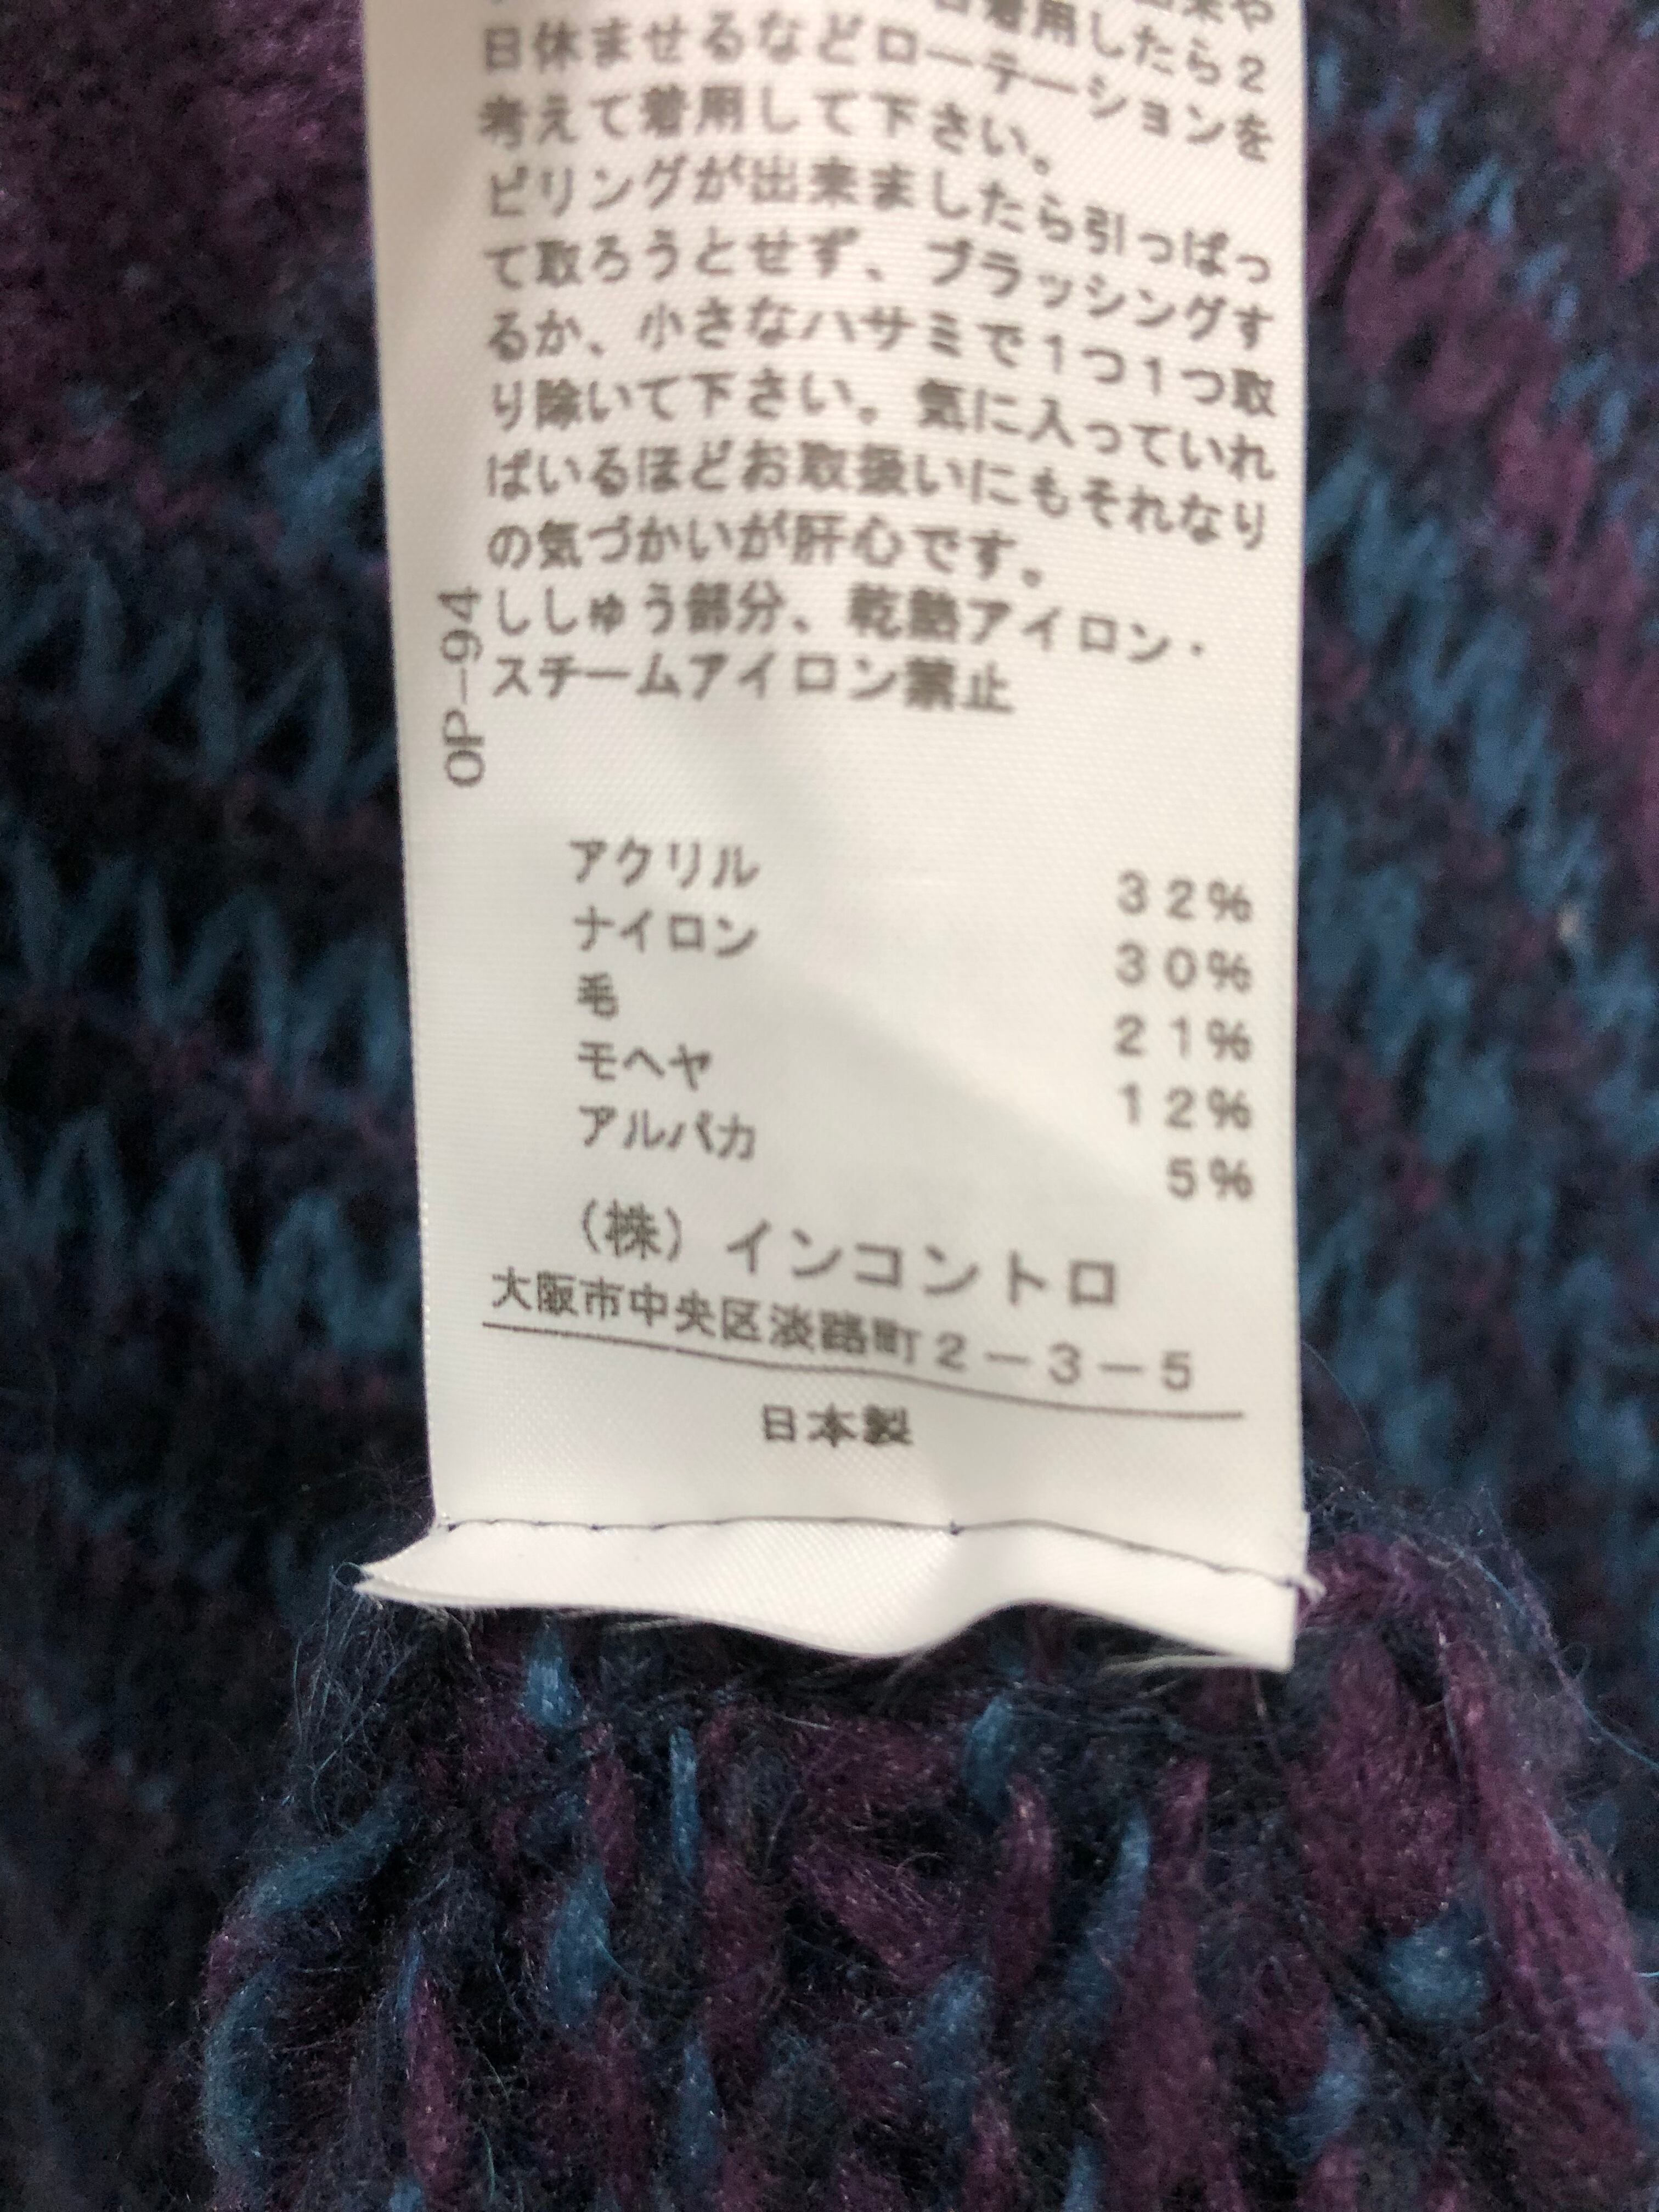 着用したら２
日休ませるなどローテーションを
考えて着用して下さい。
ピリングが出来ましたら引っぱっ
て取ろうとせず、ブラッシングす
るか、小さなハサミで１つ１つ取
り除いて下さい。気に入っていれ
ばいるほどお取扱いにもそれなり
の気づかいが肝心です。
ししゅう部分、乾熱アイロン・
スチームアイロン禁止
OP-94
アクリル ３２％
ナイロン ３０％
毛 ２１％
モヘヤ １２％
アルパカ ５％
（株）インコントロ
大阪市中央区淡路町２－３－５
日本製